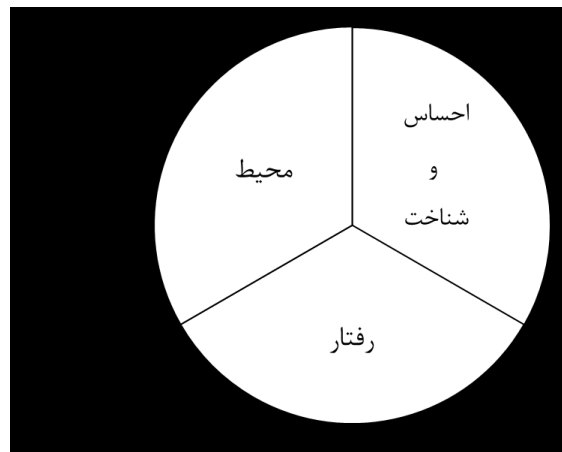 احساس
و
شناخت
محیط
رفتار